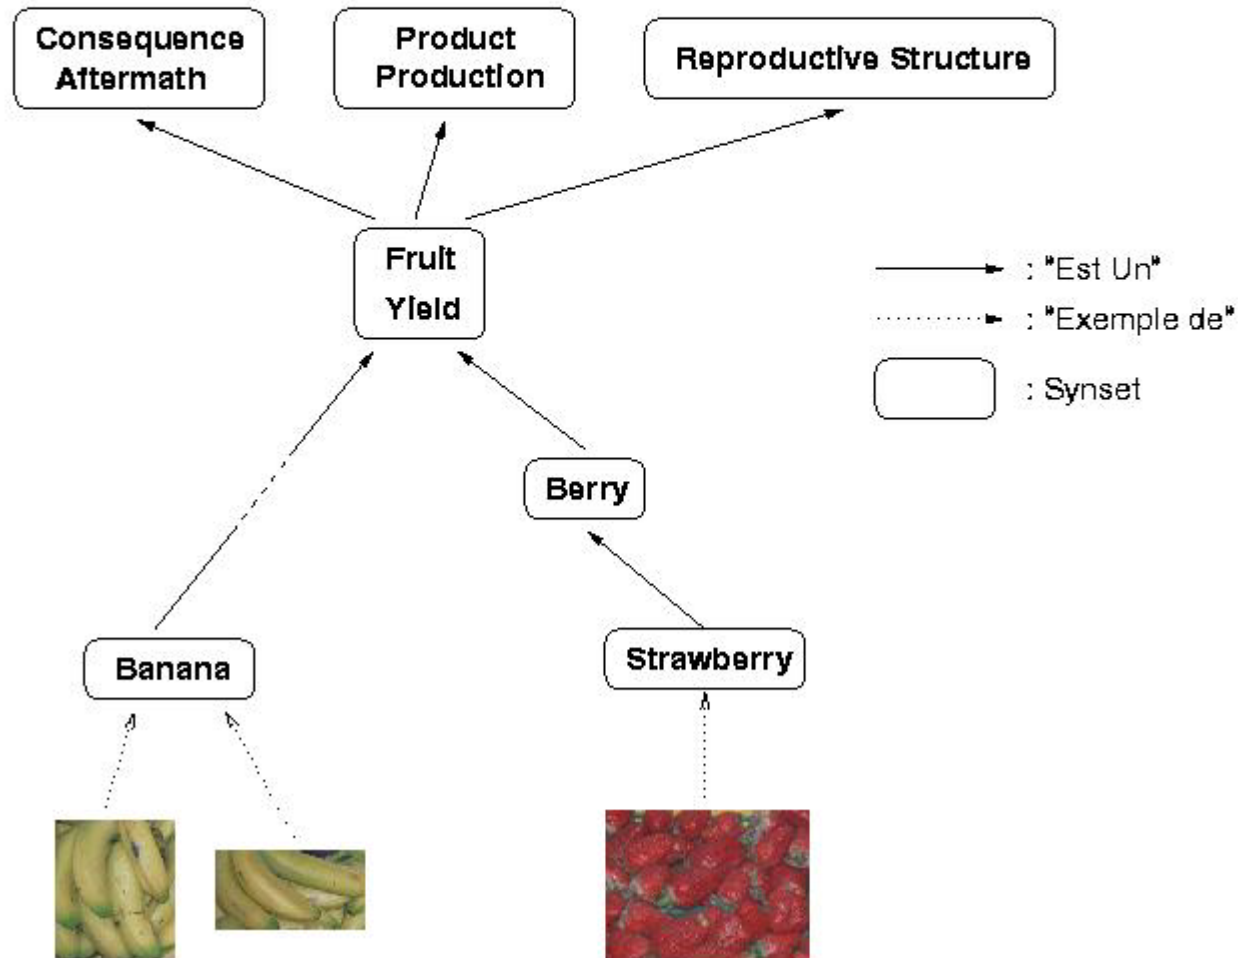 Consequence
Aftermath
Product
Production
Reproductive Structure
Fruit
Yield
: "Est Un"
: "Exemple de"
: Synset
Berry
Banana
Strawberry